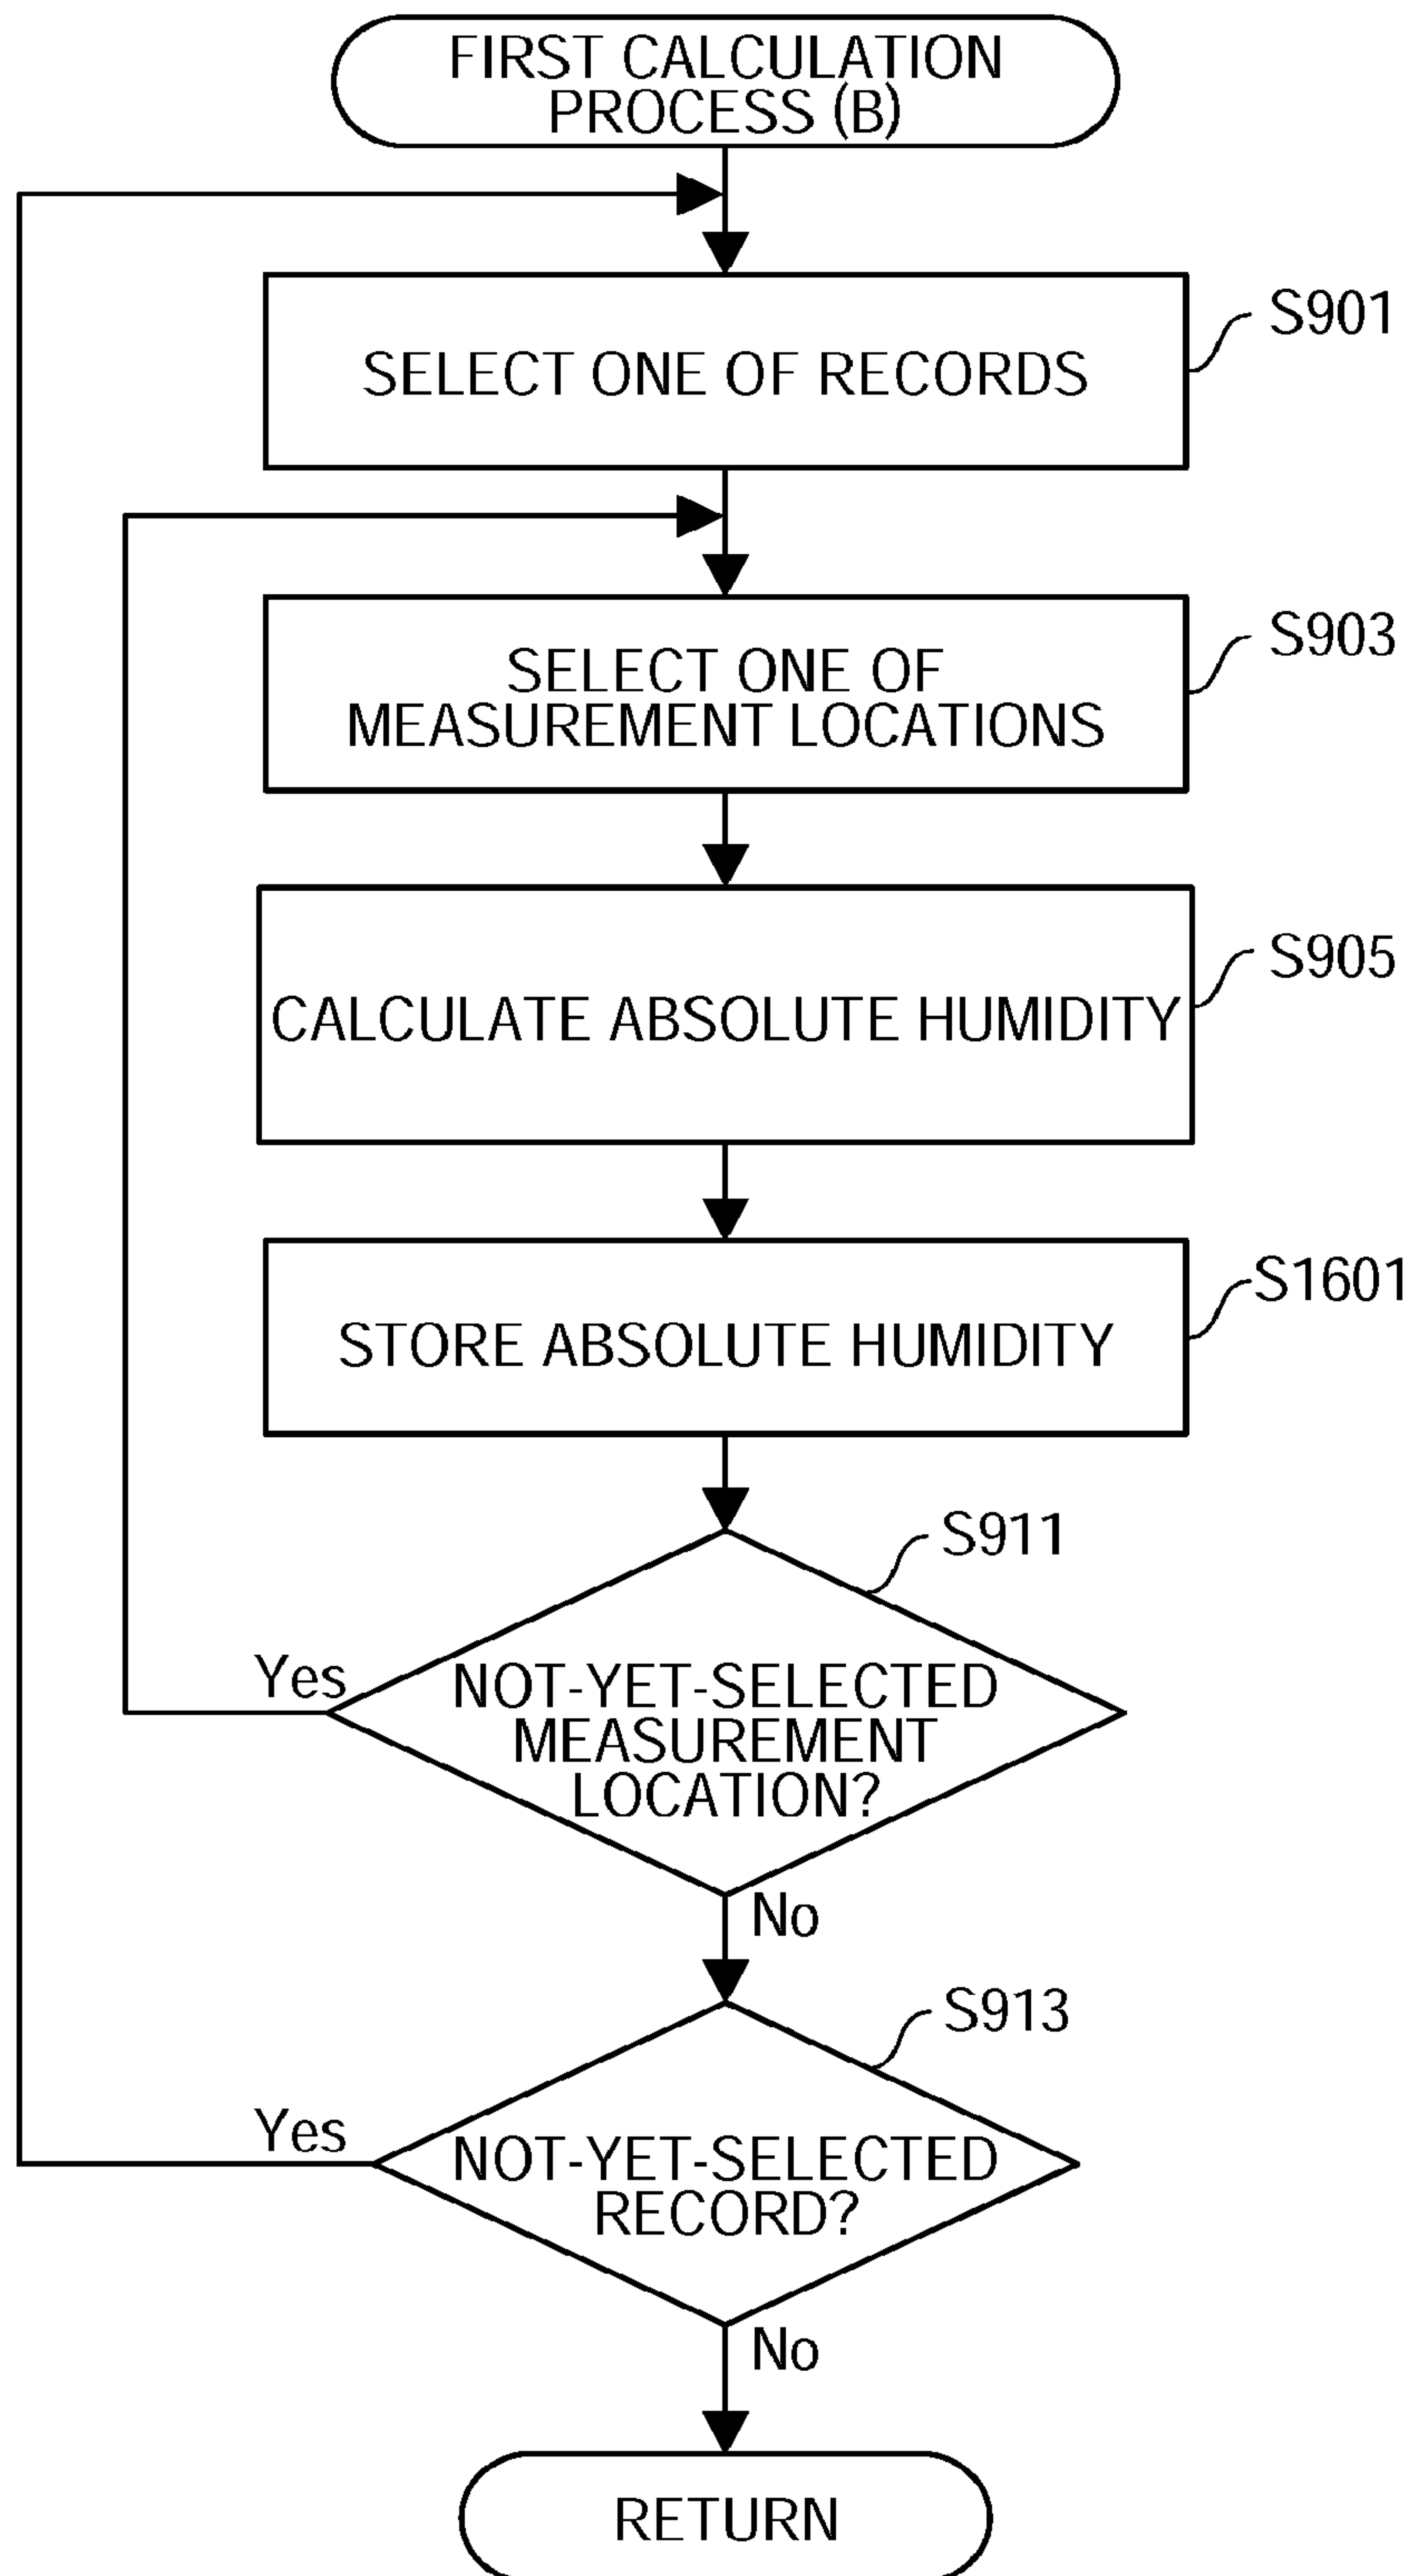 FIRST CALCULATION
PROCESS (B)
SELECT ONE OF RECORDS
S901
SELECT ONE OF
MEASUREMENT LOCATIONS
S903
CALCULATE ABSOLUTE HUMIDITY
S905
STORE ABSOLUTE HUMIDITY
S1601
S911
Yes
NOT-YET-SELECTED
MEASUREMENT
LOCATION?
No
S913
Yes
NOT-YET-SELECTED
RECORD?
No
RETURN